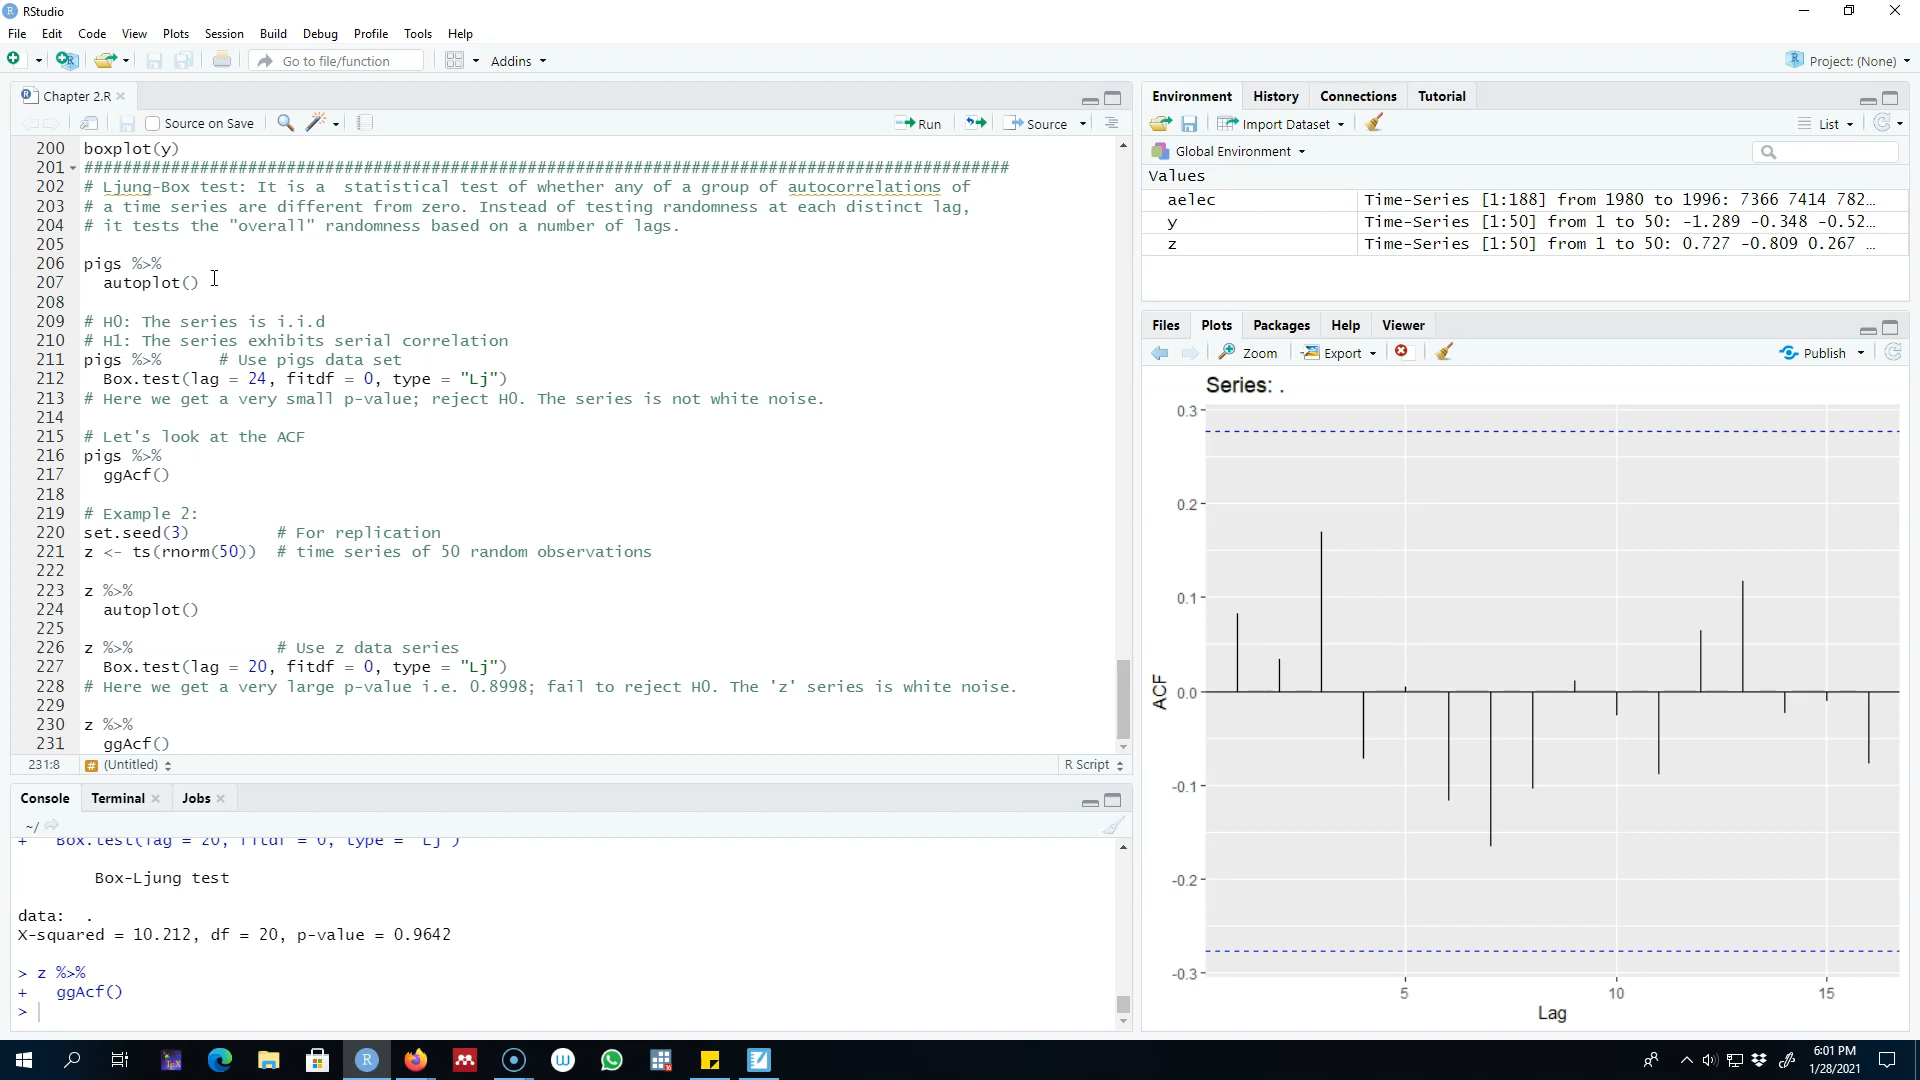 RStudio
File Edit Code View Plots Session Build Debug Profile Tools Help
Go to file/function Addins Project: (None)
Chapter 2.R
Source on Save Run Source
200 boxplot(y)
201 ################################################################################################
202 # Ljung-Box test: It is a  statistical test of whether any of a group of autocorrelations of
203 # a time series are different from zero. Instead of testing randomness at each distinct lag,
204 # it tests the "overall" randomness based on a number of lags.
205
206 pigs %>%
207   autoplot()
208
209 # H0: The series is i.i.d
210 # H1: The series exhibits serial correlation
211 pigs %>%      # Use pigs data set
212   Box.test(lag = 24, fitdf = 0, type = "Lj")
213 # Here we get a very small p-value; reject H0. The series is not white noise.
214
215 # Let's look at the ACF
216 pigs %>%
217   ggAcf()
218
219 # Example 2:
220 set.seed(3)         # For replication
221 z <- ts(rnorm(50))  # time series of 50 random observations
222
223 z %>%
224   autoplot()
225
226 z %>%               # Use z data series
227   Box.test(lag = 20, fitdf = 0, type = "Lj")
228 # Here we get a very large p-value i.e. 0.8998; fail to reject H0. The 'z' series is white noise.
229
230 z %>%
231   ggAcf()
231:8 (Untitled) R Script
Console Terminal Jobs
~/
+   Box.test(lag = 20, fitdf = 0, type = "Lj")
Box-Ljung test
data:  .
X-squared = 10.212, df = 20, p-value = 0.9642
> z %>%
+   ggAcf()
>
Environment History Connections Tutorial
Import Dataset List
Global Environment
Values
aelec Time-Series [1:188] from 1980 to 1996: 7366 7414 782…
y Time-Series [1:50] from 1 to 50: -1.289 -0.348 -0.52…
z Time-Series [1:50] from 1 to 50: 0.727 -0.809 0.267 …
Files Plots Packages Help Viewer
Zoom Export Publish
Series: .
0.3
0.2
0.1
0.0
-0.1
-0.2
-0.3
ACF
5 10 15
Lag
6:01 PM
1/28/2021